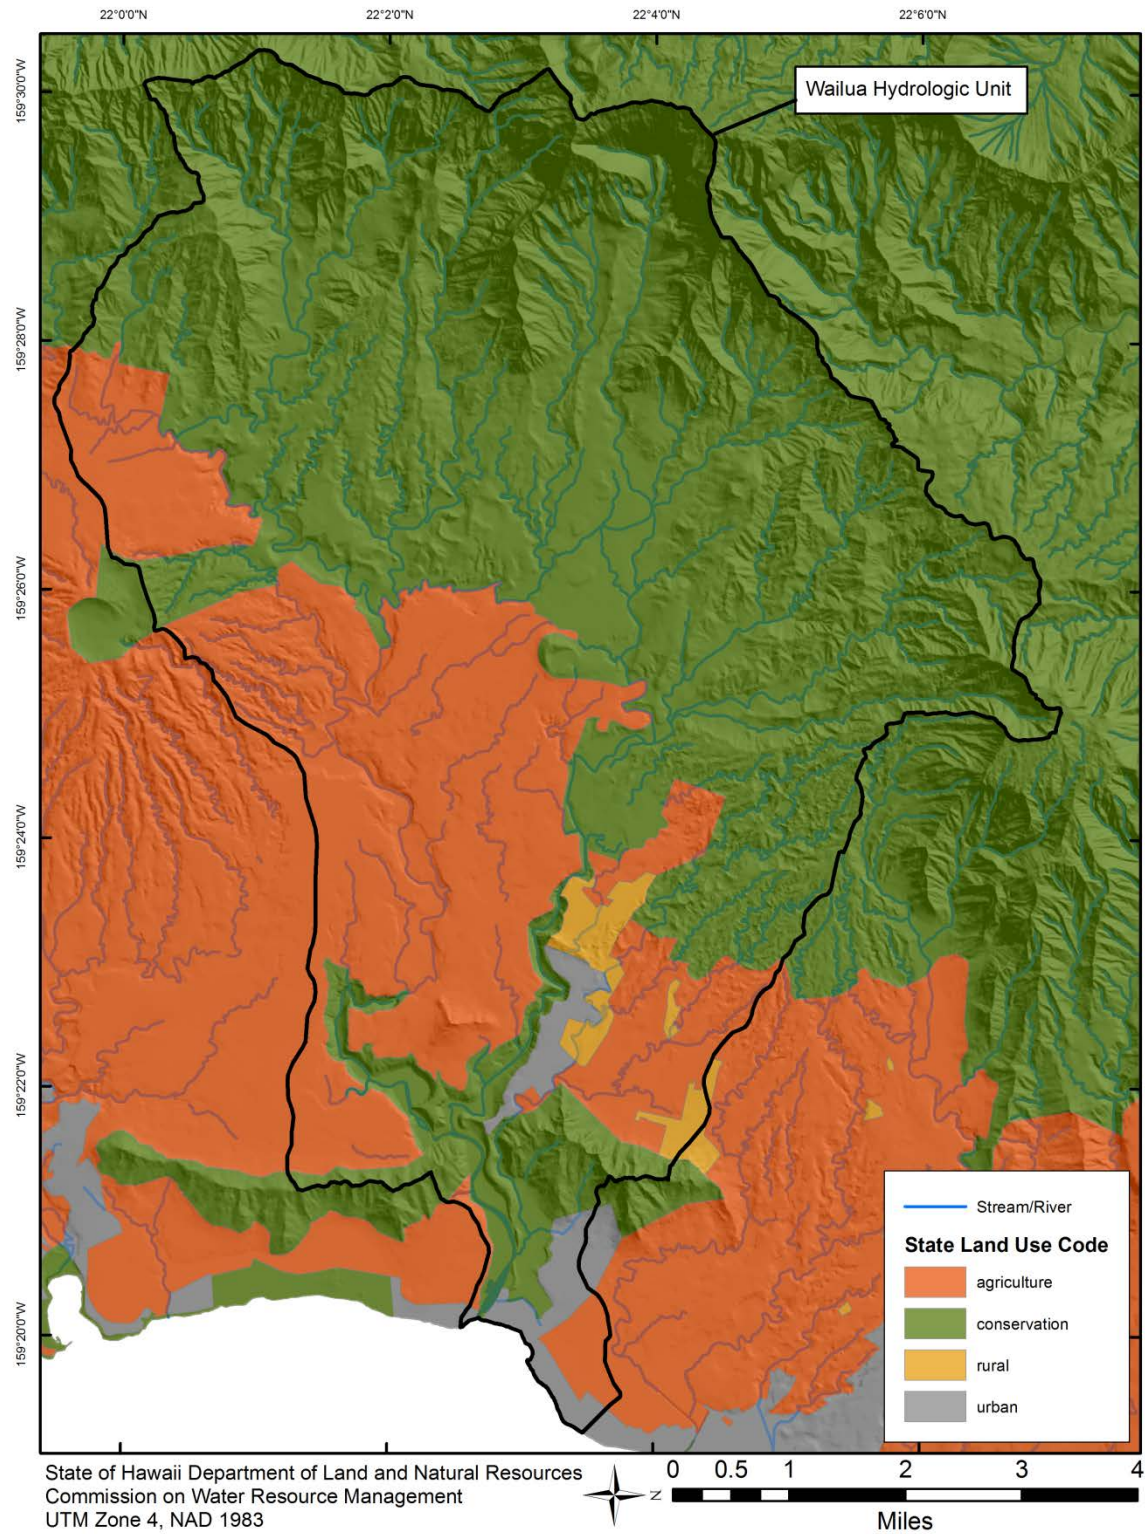 22°0'0"N
22°2'0"N
22°4'0"N
22°6'0"N
159°30'0"W
159°28'0"W
159°26'0"W
159°24'0"W
159°22'0"W
159°20'0"W
Wailua Hydrologic Unit
Stream/River
State Land Use Code
agriculture
conservation
rural
urban
State of Hawaii Department of Land and Natural Resources
Commission on Water Resource Management
UTM Zone 4, NAD 1983
N
0 0.5 1 2 3 4
Miles